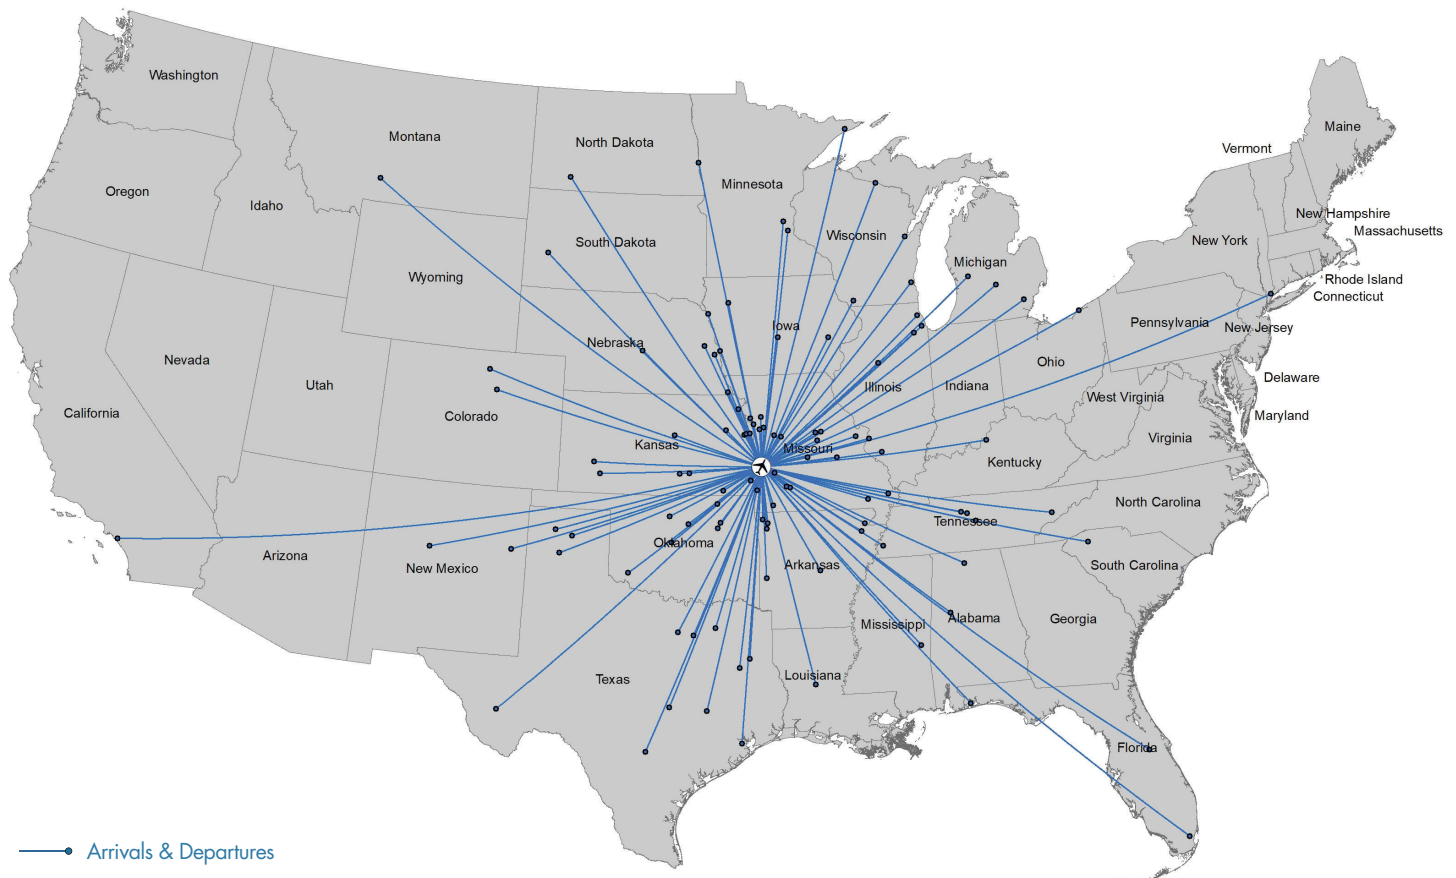 Washington
Montana
North Dakota
Minnesota
Maine
Vermont
Oregon
Idaho
South Dakota
Wisconsin
Michigan
New York
New Hampshire
Massachusetts
Wyoming
Rhode Island
Connecticut
Nebraska
Iowa
Pennsylvania
New Jersey
Nevada
Utah
Colorado
Illinois
Indiana
Ohio
West Virginia
Delaware
Maryland
California
Kansas
Missouri
Kentucky
Virginia
Arizona
New Mexico
Oklahoma
Arkansas
Tennessee
North Carolina
South Carolina
Mississippi
Alabama
Georgia
Texas
Louisiana
Florida
Arrivals & Departures